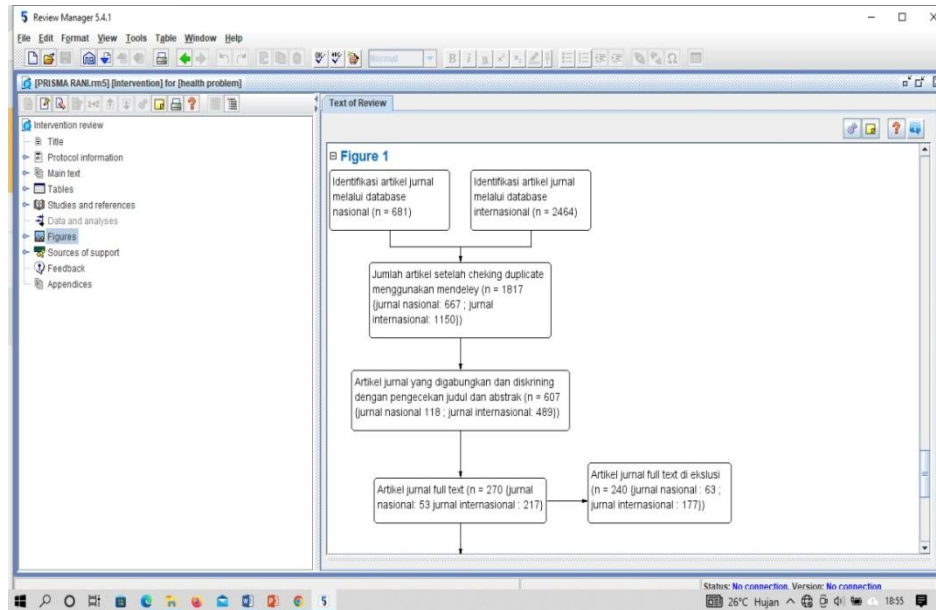 Review Manager 5.4.1
File Edit Format View Tools Table Window Help
Normal
[PRISMA RANI.rm5] [Intervention] for [health problem]
Intervention review
Title
Protocol information
Main text
Tables
Studies and references
Data and analyses
Figures
Sources of support
Feedback
Appendices
Text of Review
Figure 1
Identifikasi artikel jurnal
melalui database
nasional (n = 681)
Identifikasi artikel jurnal
melalui database
internasional (n = 2464)
Jumlah artikel setelah cheking duplicate
menggunakan mendeley (n = 1817
{jurnal nasional: 667 ; jurnal
internasional: 1150})
Artikel jurnal yang digabungkan dan diskrining
dengan pengecekan judul dan abstrak (n = 607
{jurnal nasional 118 ; jurnal internasional: 489})
Artikel jurnal full text (n = 270 {jurnal
nasional: 53 jurnal internasional : 217}
Artikel jurnal full text di ekslusi
(n = 240 {jurnal nasional : 63 ;
jurnal internasional : 177})
Status: No connection. Version: No connection
26°C Hujan 18:55